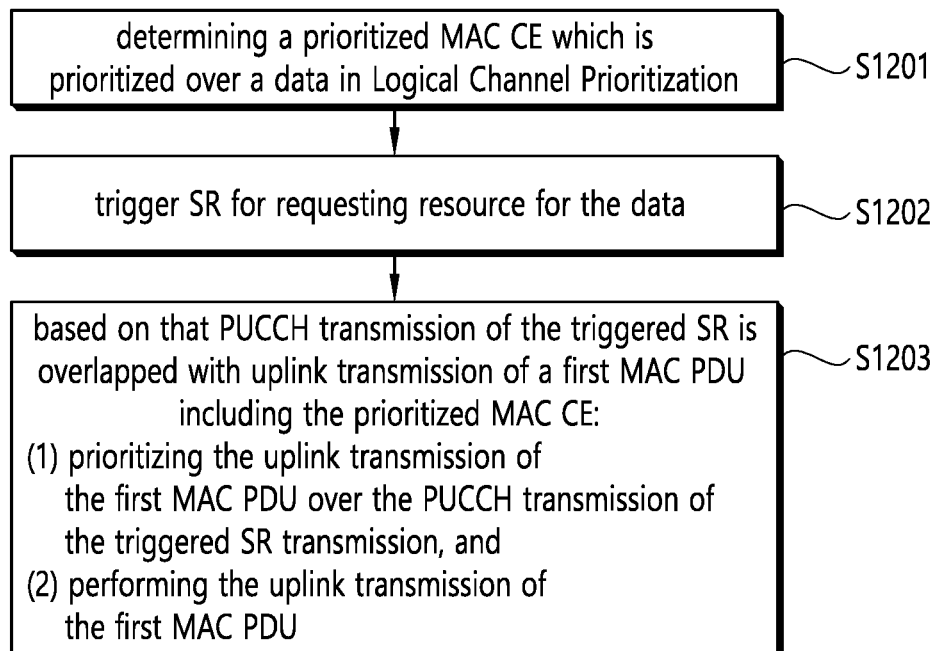 determining a prioritized MAC CE which is
prioritized over a data in Logical Channel Prioritization
S1201
trigger SR for requesting resource for the data
S1202
based on that PUCCH transmission of the triggered SR is
overlapped with uplink transmission of a first MAC PDU
including the prioritized MAC CE:
S1203
(1) prioritizing the uplink transmission of
the first MAC PDU over the PUCCH transmission of
the triggered SR transmission, and
(2) performing the uplink transmission of
the first MAC PDU